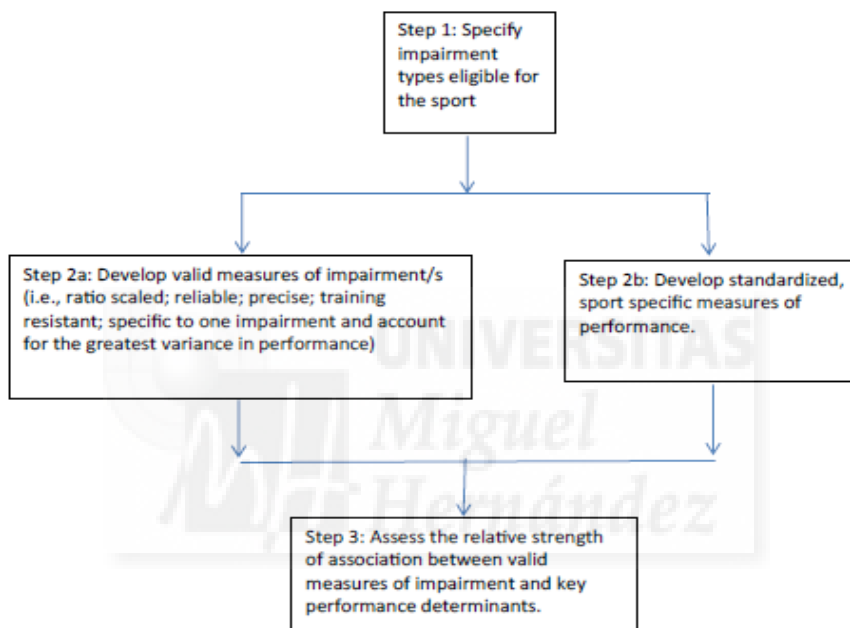 Step 1: Specify
impairment
types eligible for
the sport
Step 2a: Develop valid measures of impairment/s
(i.e., ratio scaled; reliable; precise; training
resistant; specific to one impairment and account
for the greatest variance in performance)
Step 2b: Develop standardized,
sport specific measures of
performance.
UNIVERSITAS
Miguel
Hernández
Step 3: Assess the relative strength
of association between valid
measures of impairment and key
performance determinants.